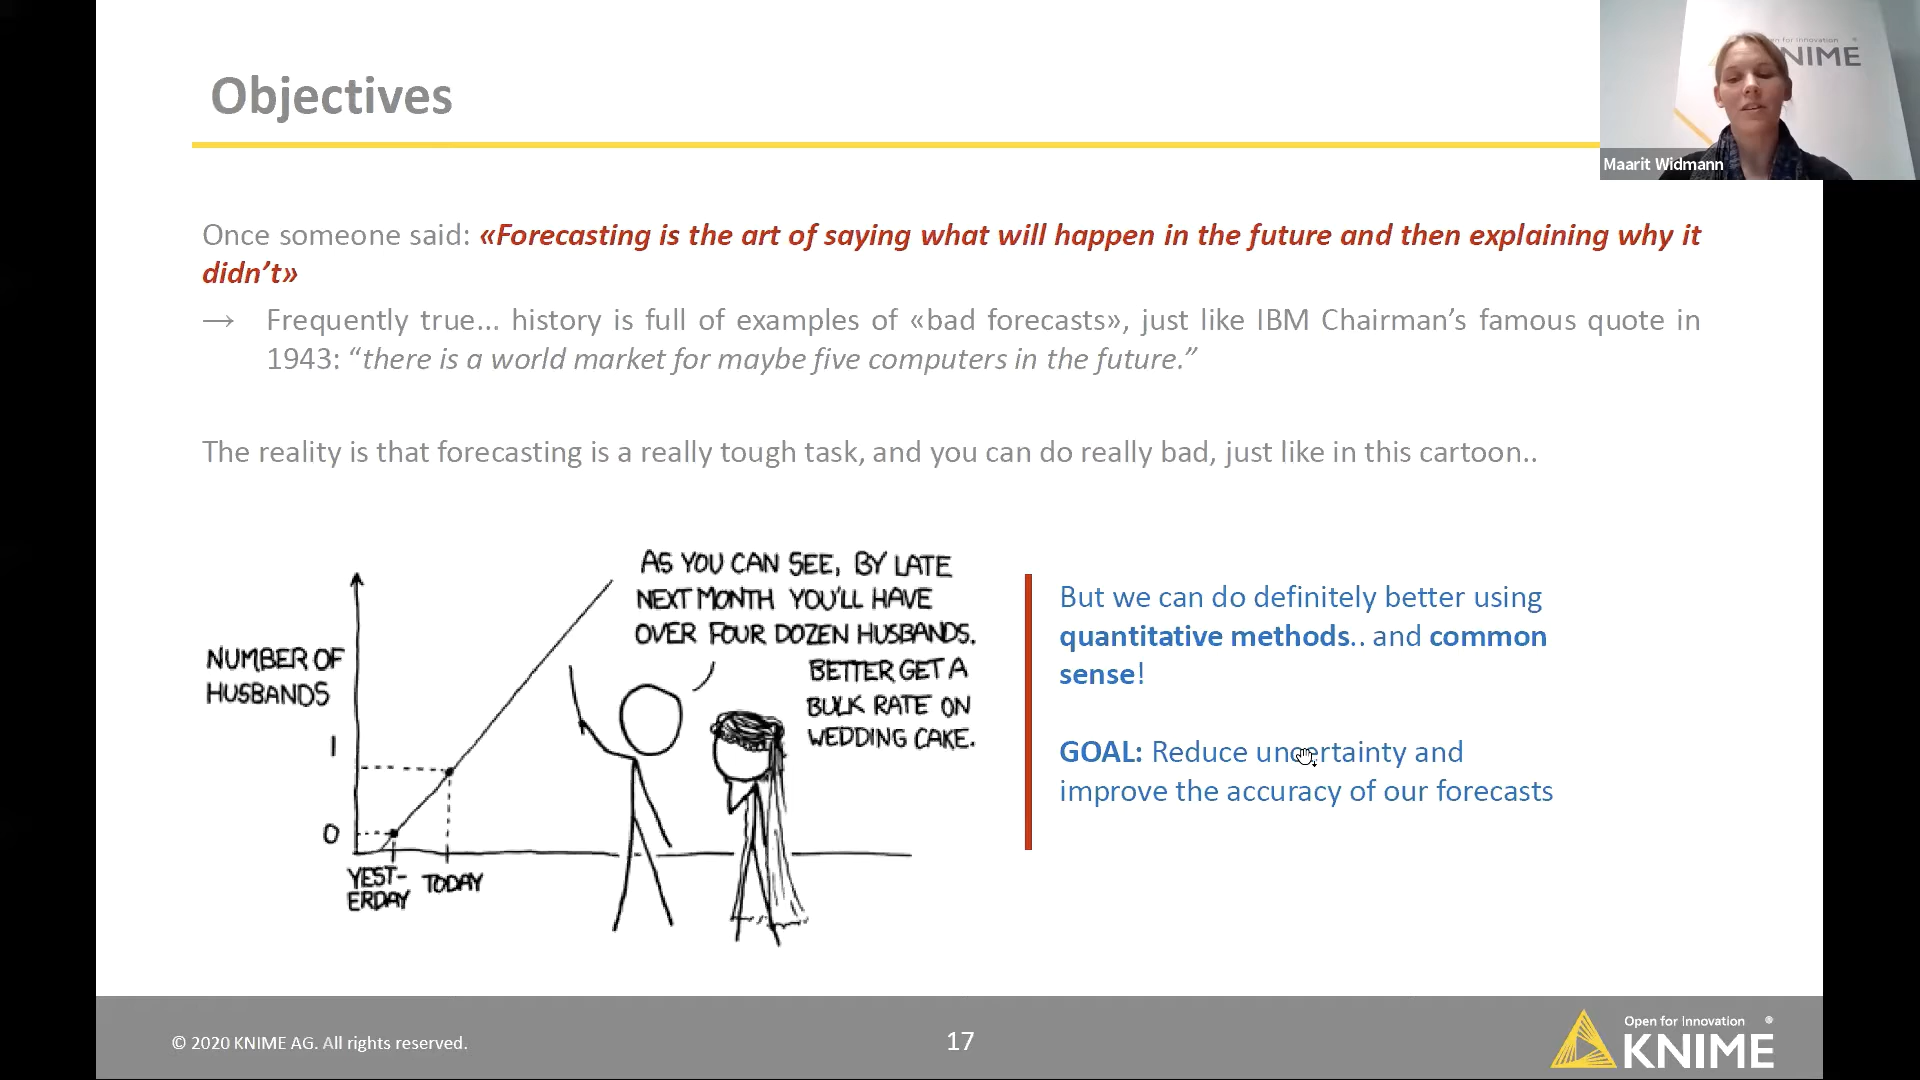 Objectives
Open for Innovation
KNIME
Maarit Widmann
Once someone said: «Forecasting is the art of saying what will happen in the future and then explaining why it
didn’t»
→ Frequently true... history is full of examples of «bad forecasts», just like IBM Chairman’s famous quote in
1943: “there is a world market for maybe five computers in the future.”
The reality is that forecasting is a really tough task, and you can do really bad, just like in this cartoon..
AS YOU CAN SEE, BY LATE
NEXT MONTH YOU'LL HAVE
OVER FOUR DOZEN HUSBANDS.
BETTER GET A
BULK RATE ON
WEDDING CAKE.
NUMBER OF
HUSBANDS
1
0
YEST-
ERDAY
TODAY
But we can do definitely better using
quantitative methods.. and common
sense!
GOAL: Reduce uncertainty and
improve the accuracy of our forecasts
© 2020 KNIME AG. All rights reserved.
17
Open for Innovation ®
KNIME